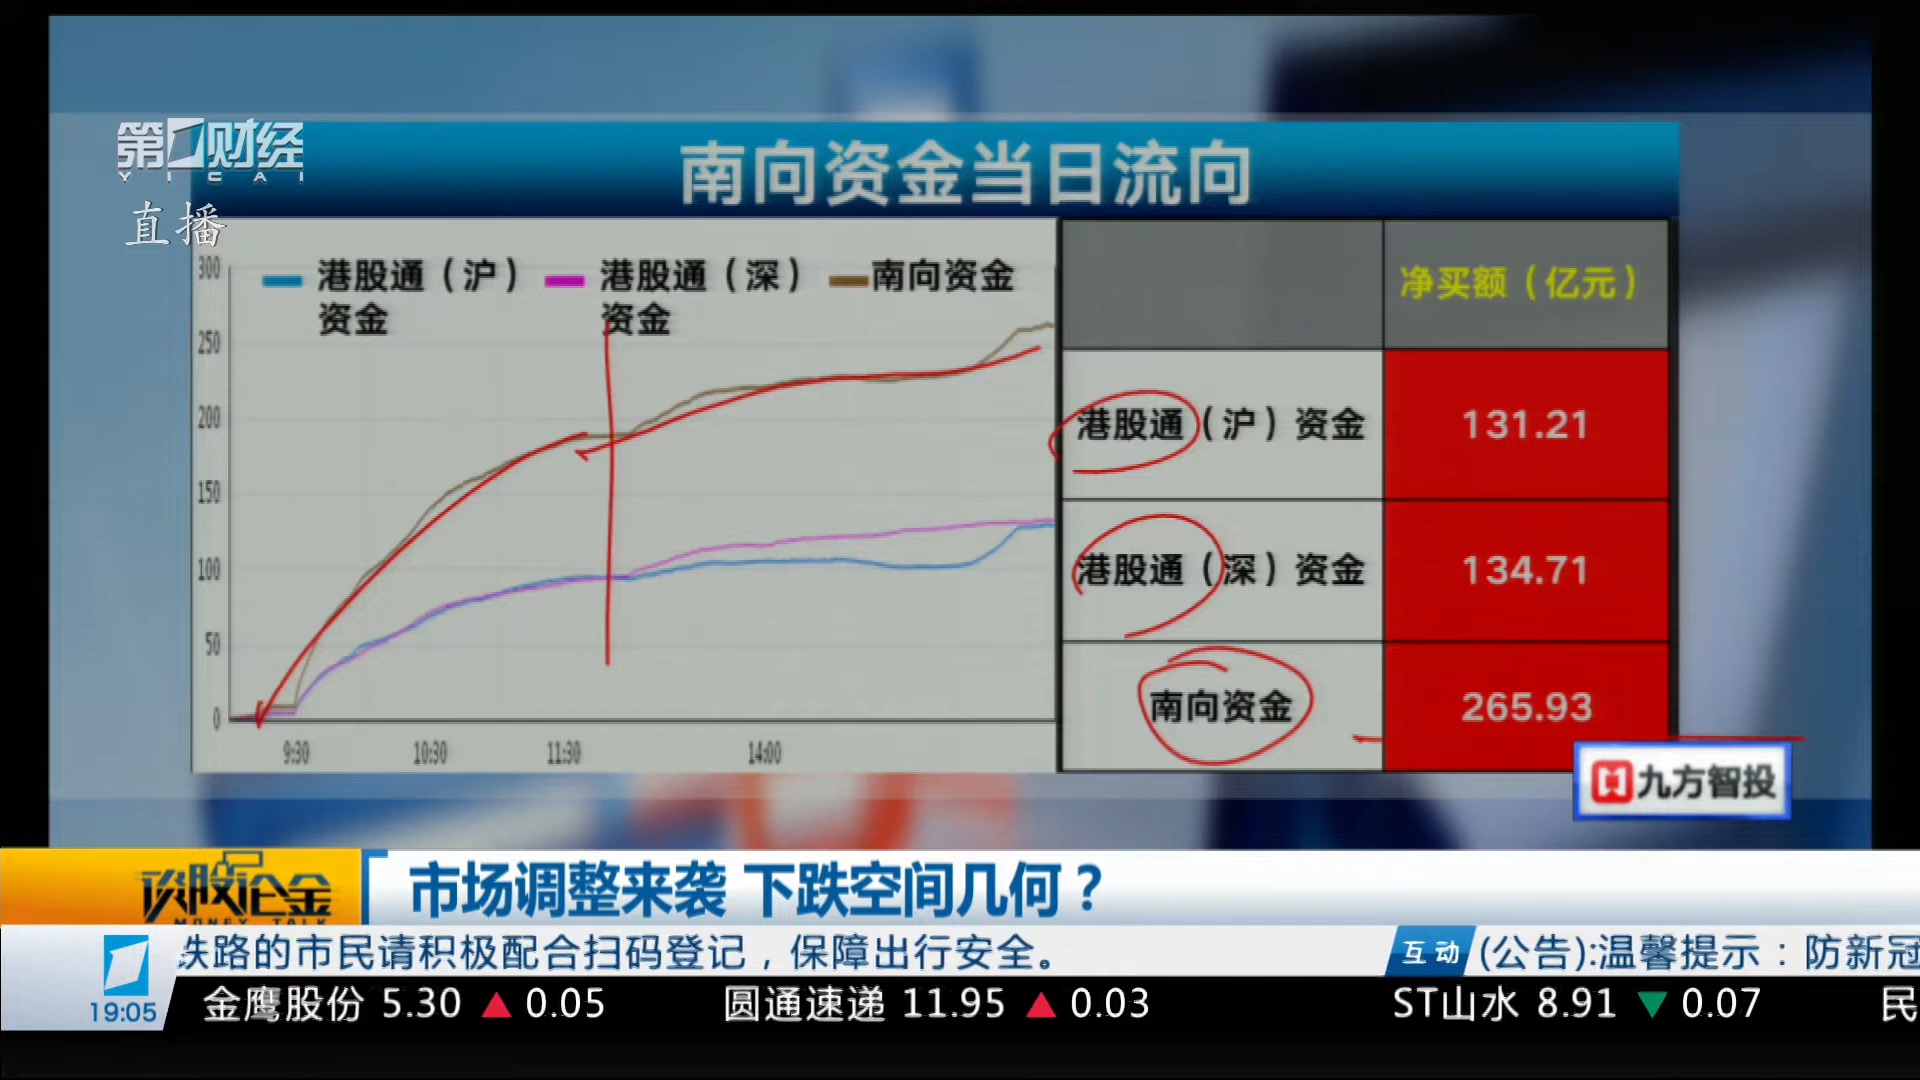 第1财经
YICAI
直播
南向资金当日流向
港股通（沪）资金
港股通（深）资金
南向资金
300
250
200
150
100
50
0
9:30
10:30
11:30
14:00
净买额（亿元）
港股通（沪）资金 131.21
港股通（深）资金 134.71
南向资金 265.93
九方智投
谈股论金
MONEY TALK
市场调整来袭 下跌空间几何？
铁路的市民请积极配合扫码登记，保障出行安全。
互动 (公告):温馨提示：防新冠
19:05
金鹰股份 5.30 ▲ 0.05 圆通速递 11.95 ▲ 0.03 ST山水 8.91 ▼ 0.07 民